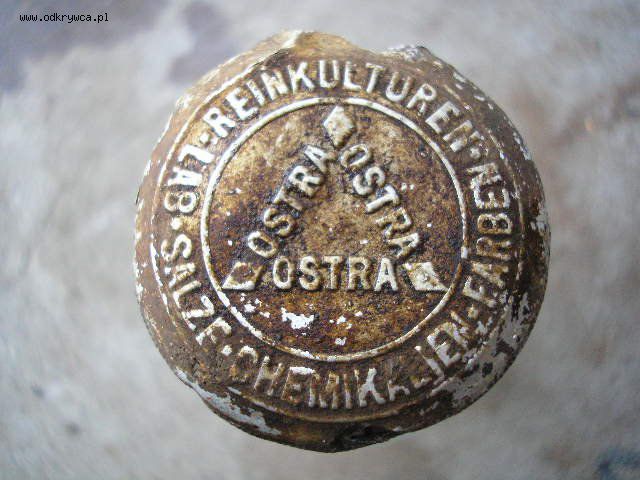 www.odkrywca.pl
LAB·REINKULTUREN·FARBEN·CHEMIKALIEN·SALZE·
OSTRA
OSTRA
OSTRA